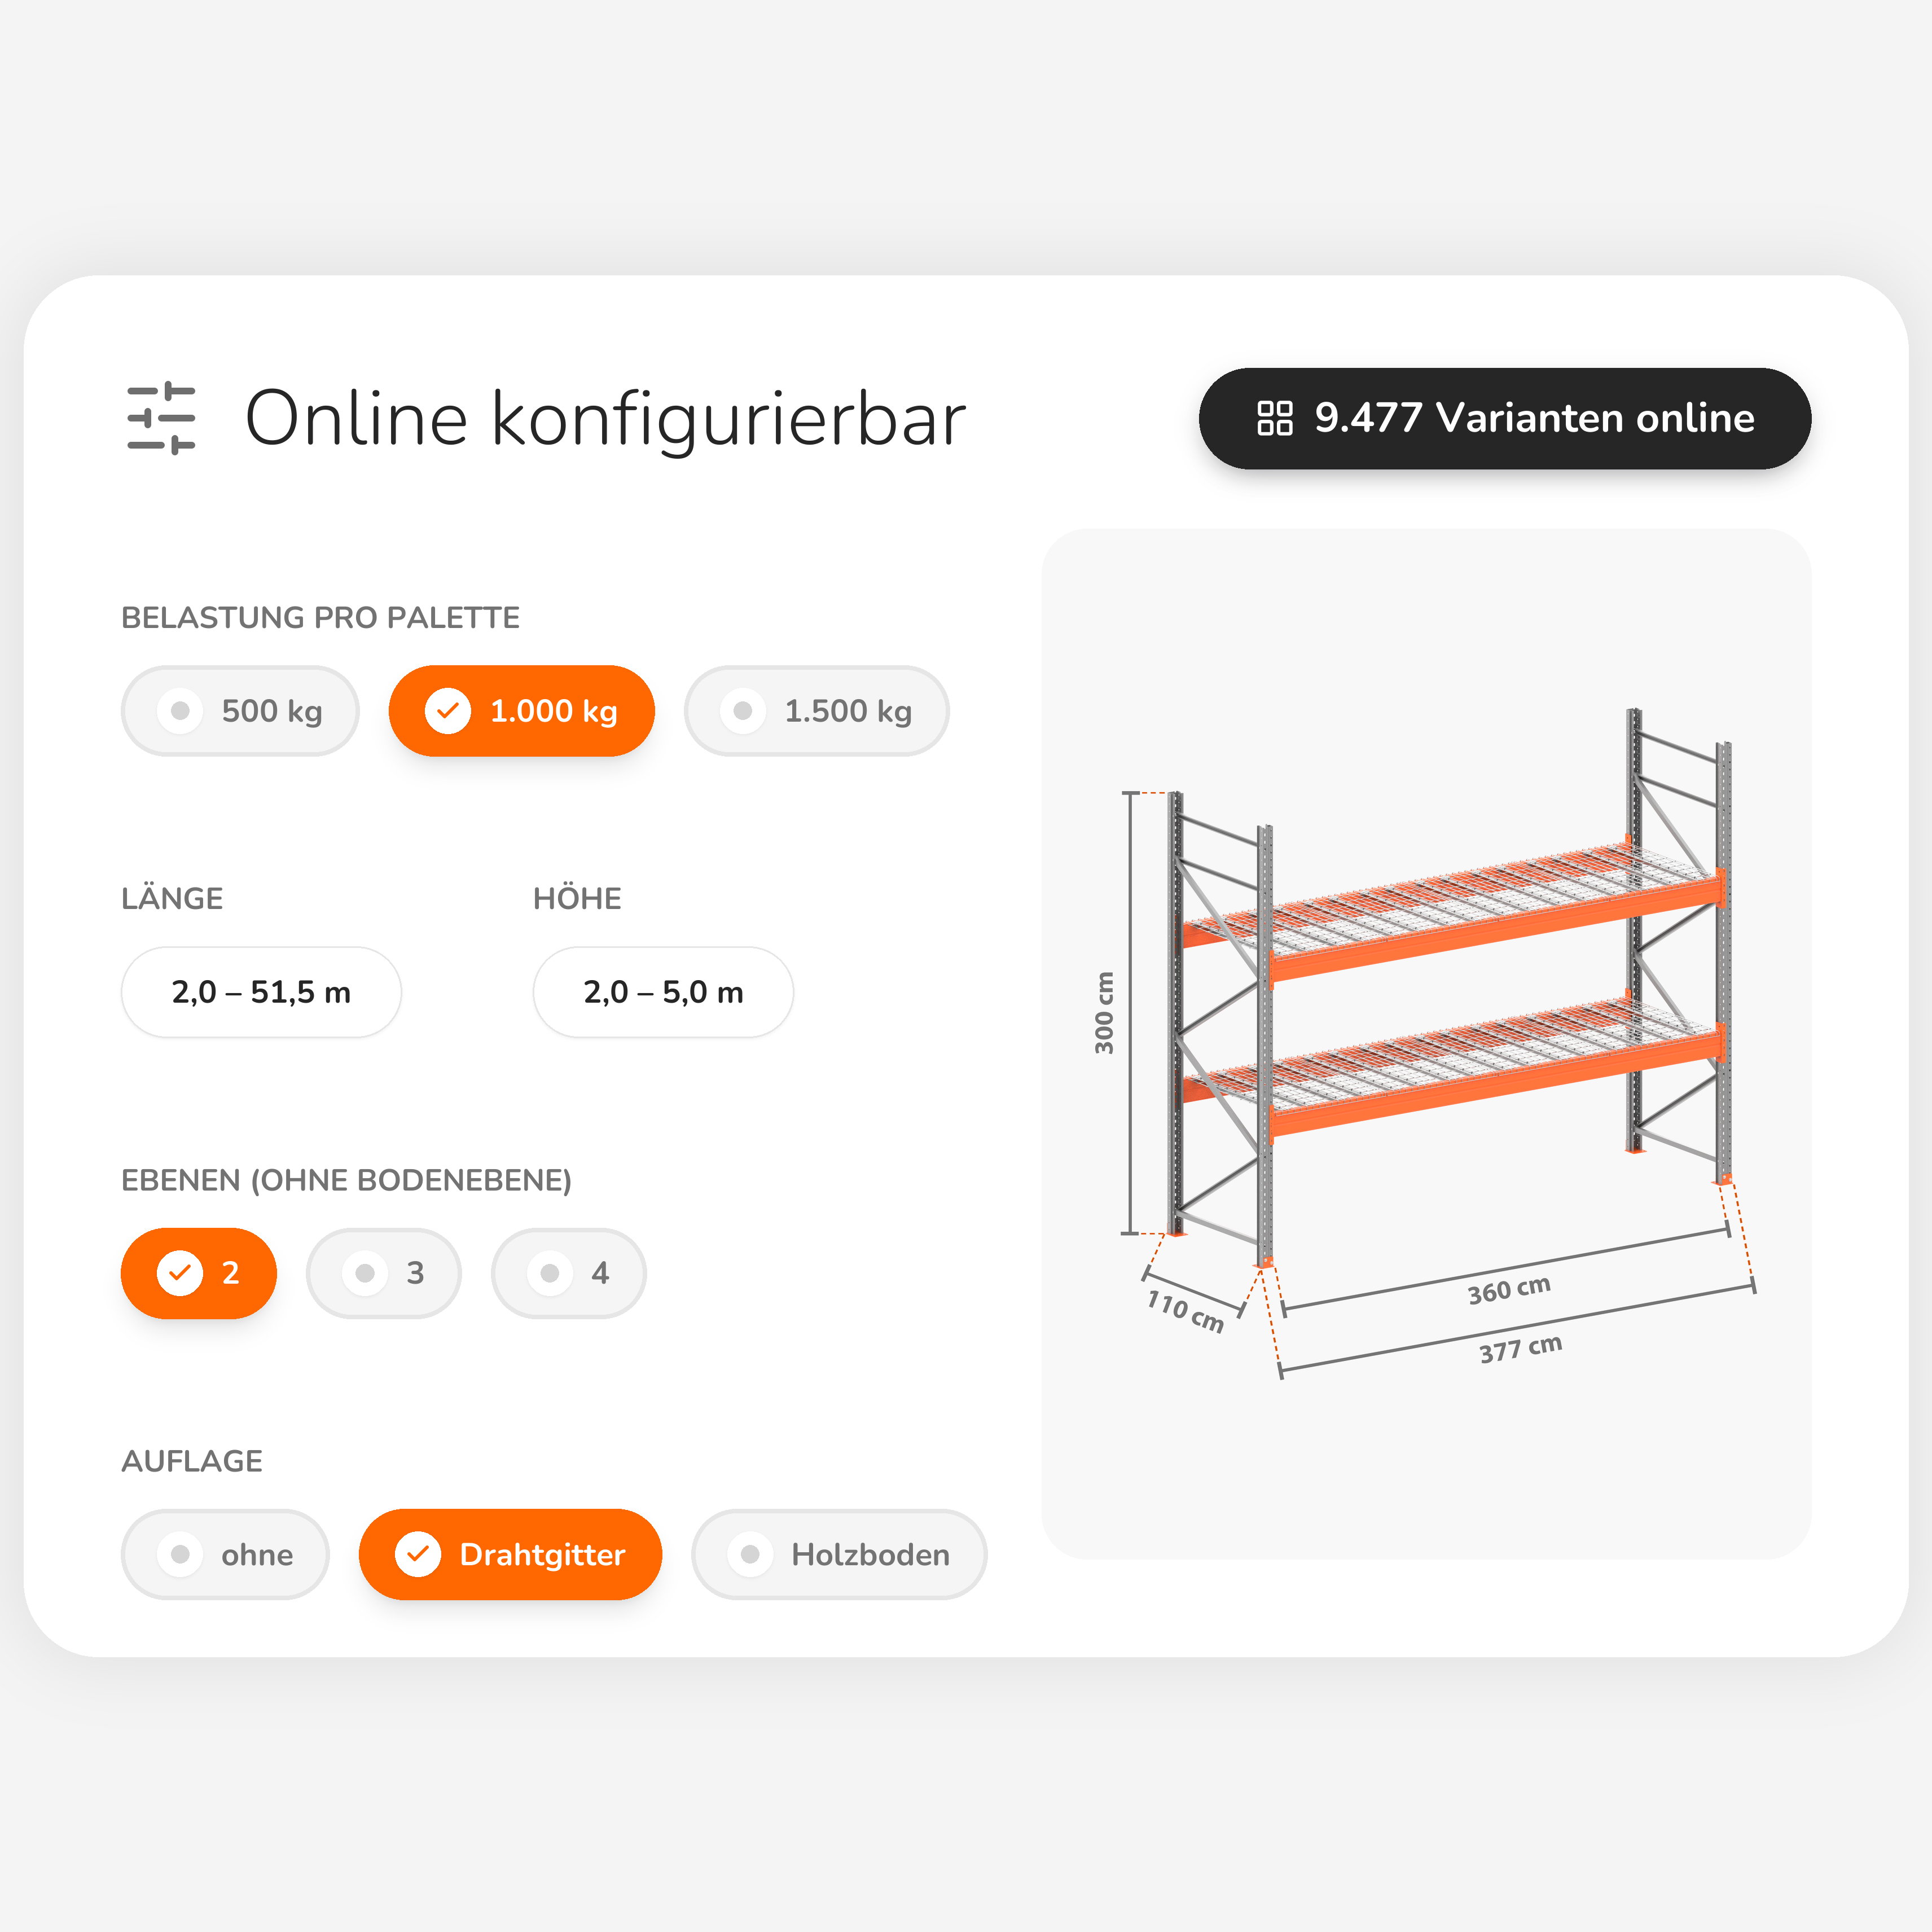 Online konfigurierbar
9.477 Varianten online
BELASTUNG PRO PALETTE
500 kg
1.000 kg
1.500 kg
LÄNGE
HÖHE
2,0 – 51,5 m
2,0 – 5,0 m
EBENEN (OHNE BODENEBENE)
2
3
4
AUFLAGE
ohne
Drahtgitter
Holzboden
300 cm
110 cm
360 cm
377 cm